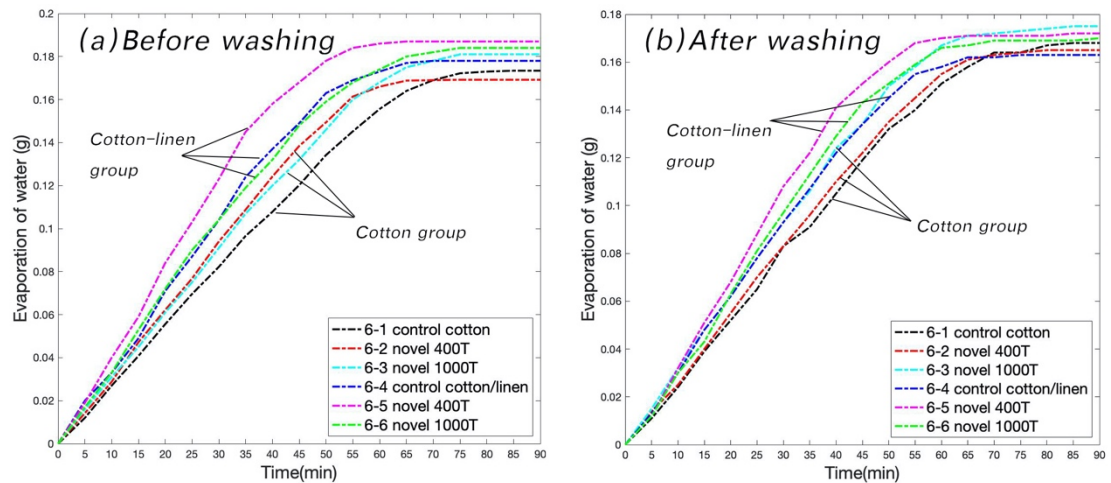 (a)Before washing
Evaporation of water (g)
0.2
0.18
0.16
0.14
0.12
0.1
0.08
0.06
0.04
0.02
0
Cotton-linen
group
Cotton group
6-1 control cotton
6-2 novel 400T
6-3 novel 1000T
6-4 control cotton/linen
6-5 novel 400T
6-6 novel 1000T
0 5 10 15 20 25 30 35 40 45 50 55 60 65 70 75 80 85 90
Time(min)
(b)After washing
Evaporation of water (g)
0.18
0.16
0.14
0.12
0.1
0.08
0.06
0.04
0.02
0
Cotton-linen
group
Cotton group
6-1 control cotton
6-2 novel 400T
6-3 novel 1000T
6-4 control cotton/linen
6-5 novel 400T
6-6 novel 1000T
0 5 10 15 20 25 30 35 40 45 50 55 60 65 70 75 80 85 90
Time(min)